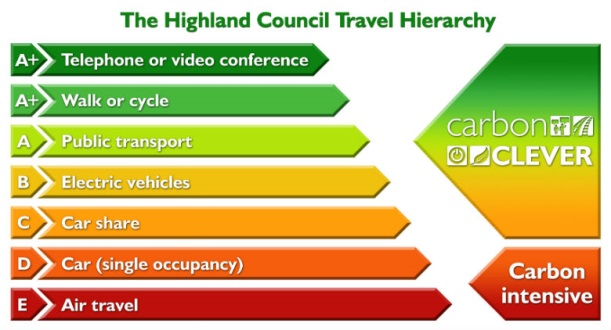 The Highland Council Travel Hierarchy
A+ Telephone or video conference
A+ Walk or cycle
A Public transport
B Electric vehicles
C Car share
D Car (single occupancy)
E Air travel
carbon
CLEVER
Carbon
intensive